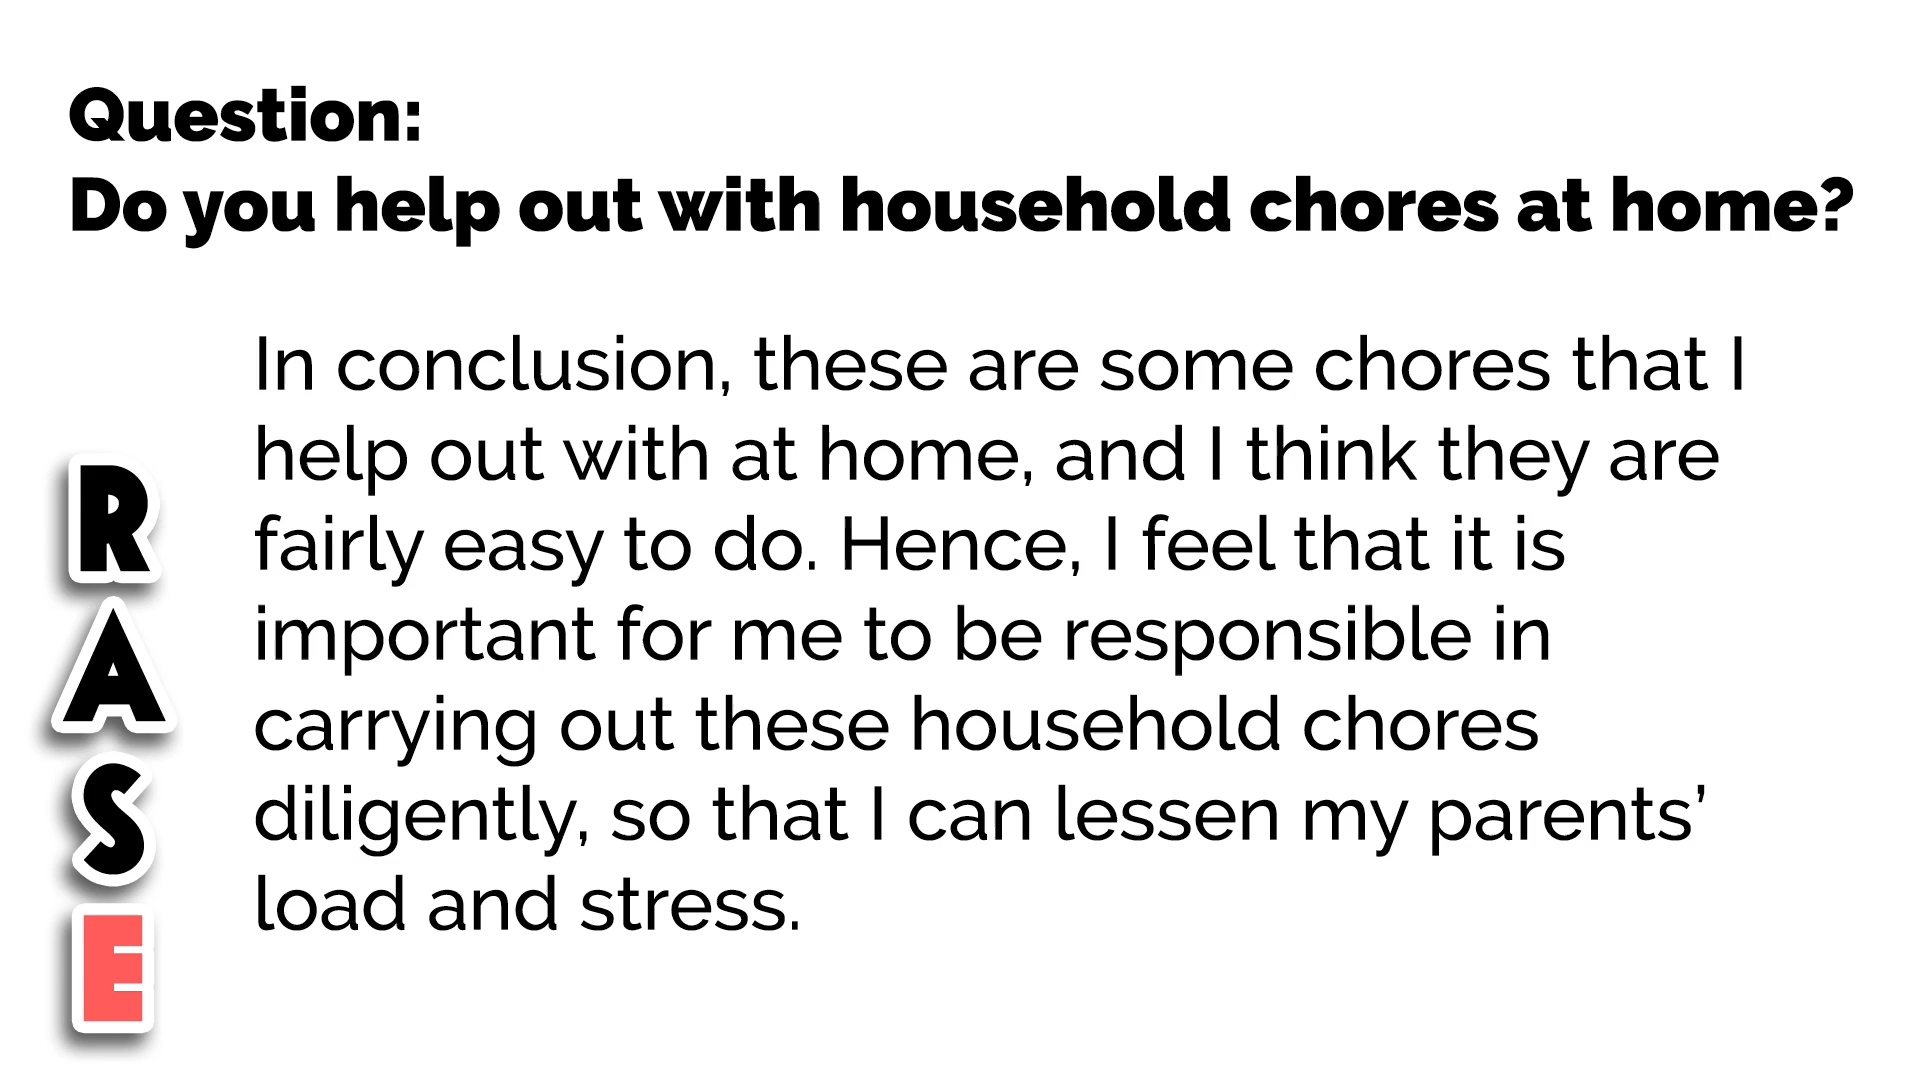 Question:
Do you help out with household chores at home?
In conclusion, these are some chores that I
help out with at home, and I think they are
fairly easy to do. Hence, I feel that it is
important for me to be responsible in
carrying out these household chores
diligently, so that I can lessen my parents’
load and stress.
R
A
S
E